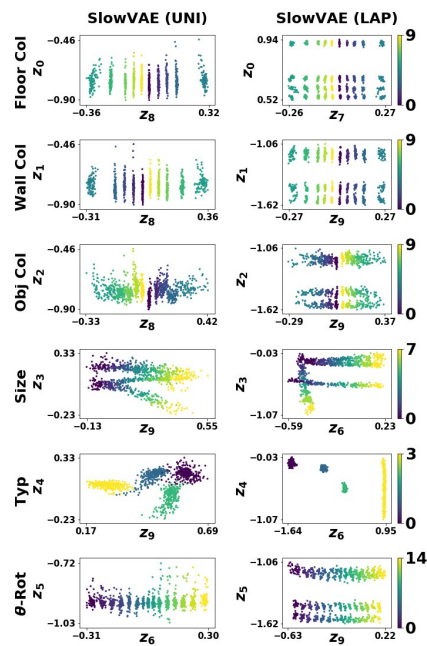 SlowVAE (UNI) SlowVAE (LAP)
Floor Col z0 −0.46 −0.90 −0.36 z8 0.32 z0 0.94 0.52 −0.26 z7 0.27 9 0
Wall Col z1 −0.46 −0.90 −0.31 z8 0.36 z1 −1.06 −1.62 −0.27 z9 0.27 9 0
Obj Col z2 −0.46 −0.90 −0.33 z8 0.42 z2 −1.06 −1.62 −0.29 z9 0.37 9 0
Size z3 0.33 −0.23 −0.13 z9 0.55 z3 −0.03 −1.07 −0.59 z6 0.23 7 0
Typ z4 0.33 −0.23 0.17 z9 0.69 z4 −0.03 −1.07 −1.64 z6 0.95 3 0
θ-Rot z5 −0.72 −1.03 −0.31 z6 0.30 z5 −1.06 −1.62 −0.63 z9 0.22 14 0